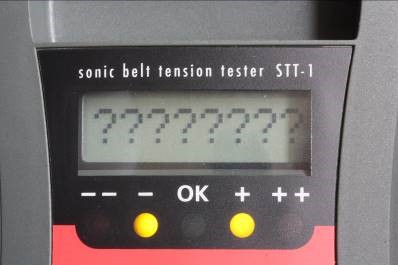 sonic belt tension tester STT-1
????????
-- - OK + ++